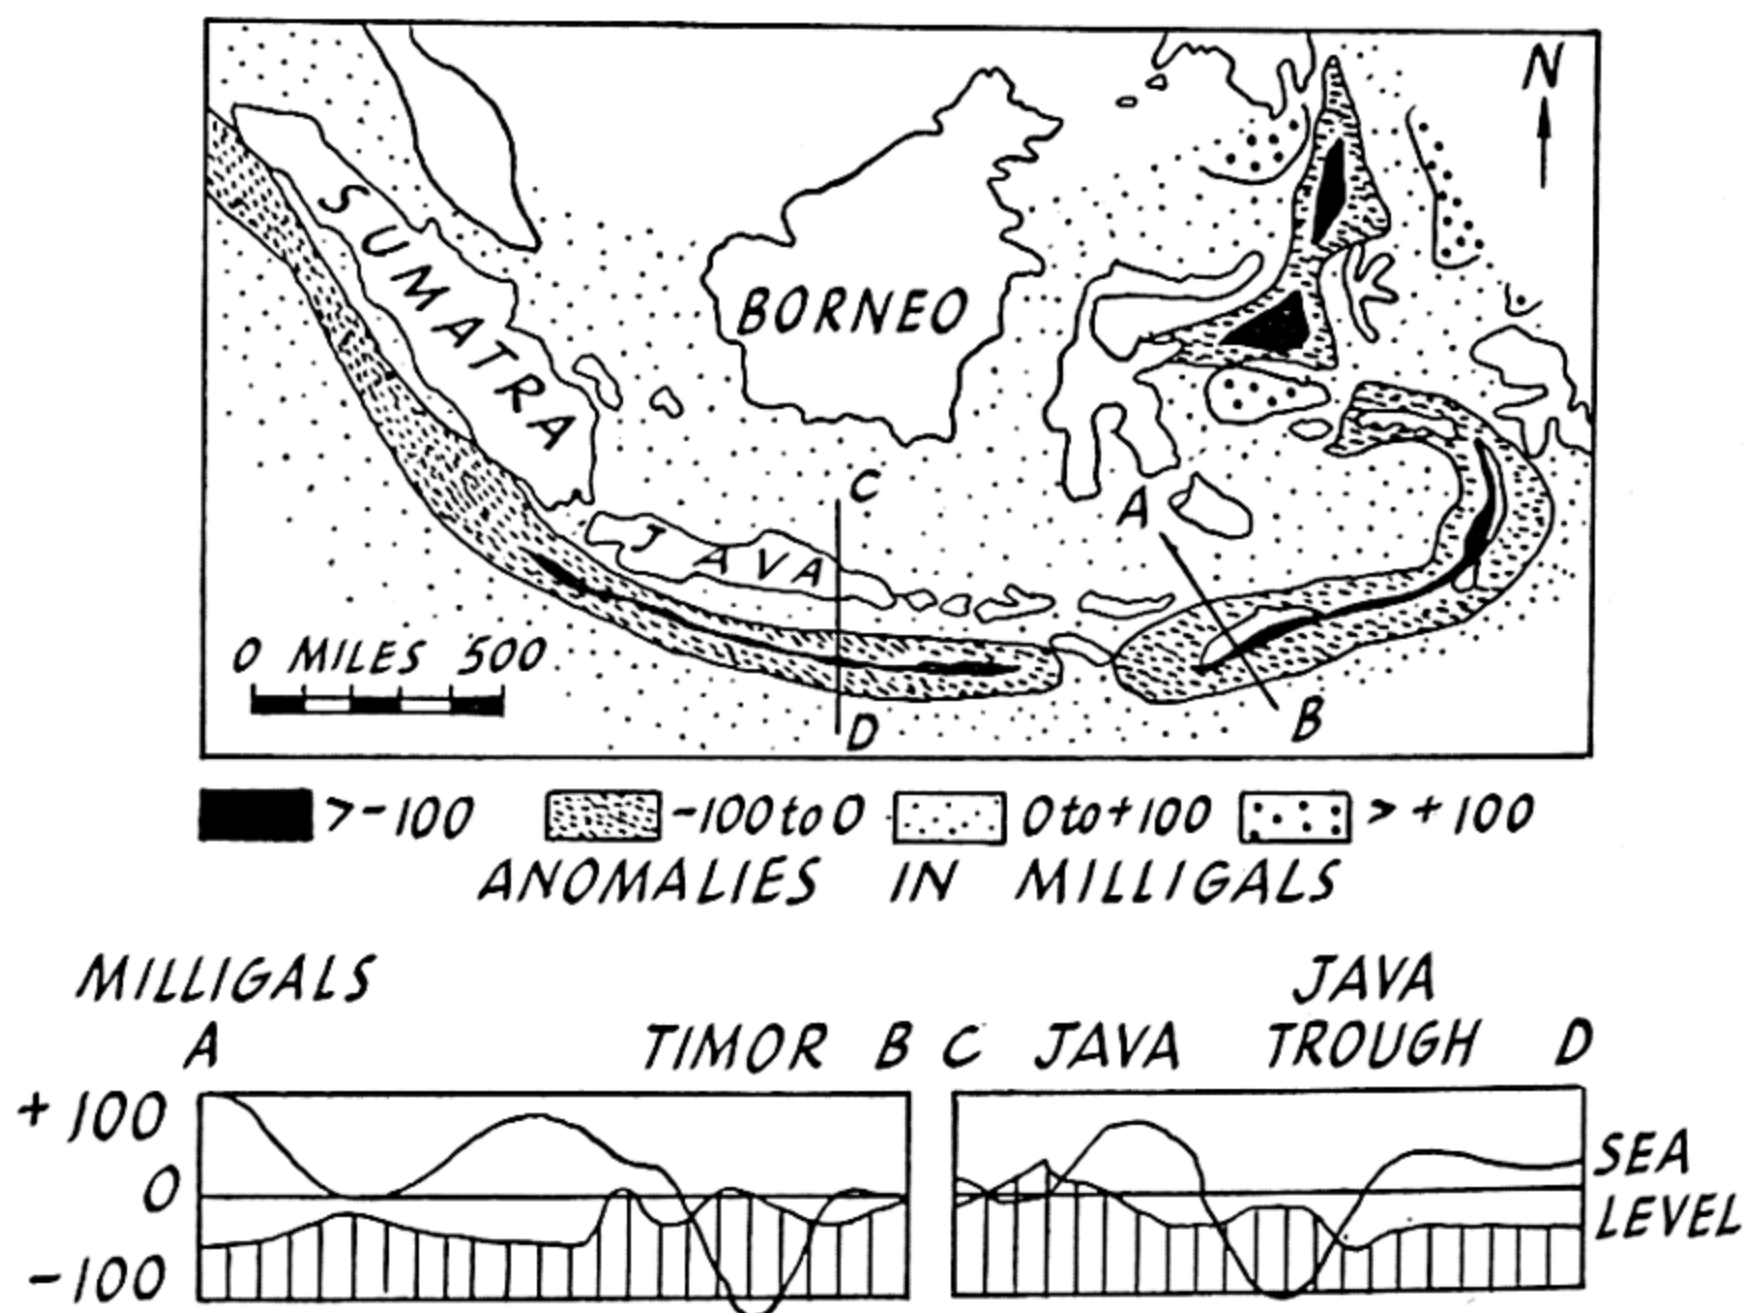 N
SUMATRA
BORNEO
C
A
JAVA
0 MILES 500
D
B
>-100 -100 to 0 0 to +100 > +100
ANOMALIES IN MILLIGALS
MILLIGALS
JAVA
A TIMOR B C JAVA TROUGH D
+100
0
-100
SEA
LEVEL